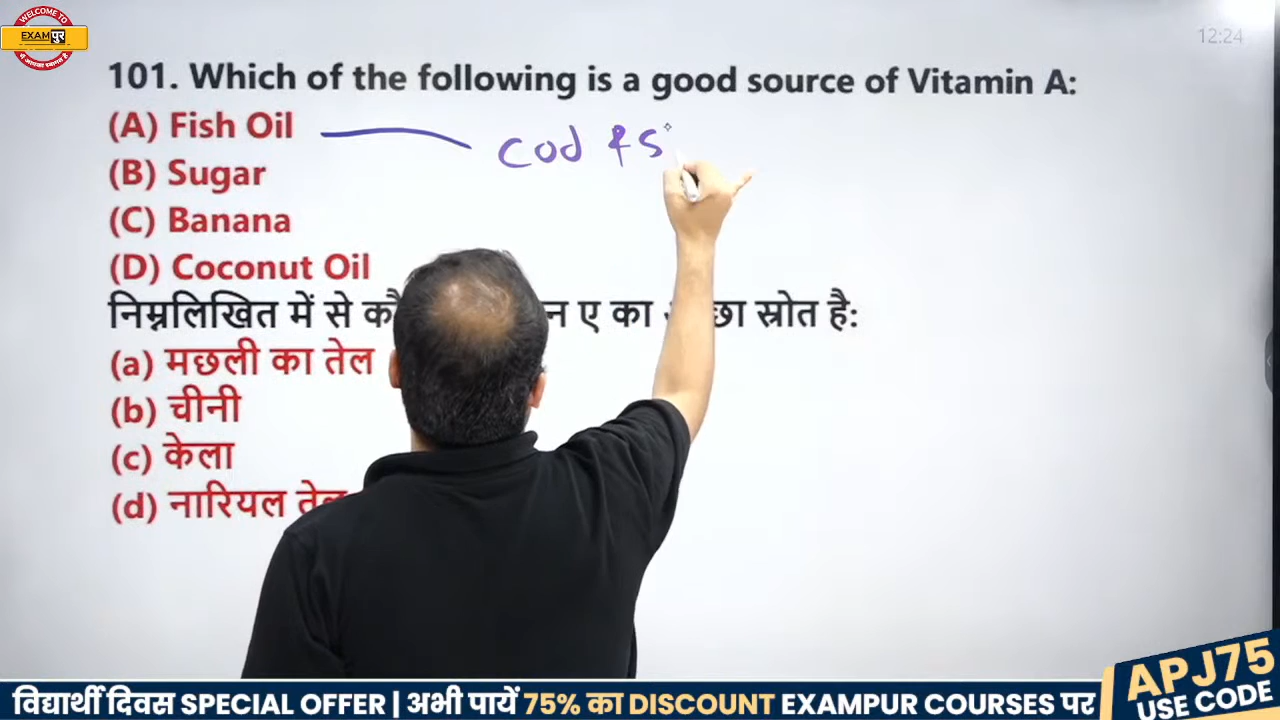 WELCOME TO
EXAMपुर
12:24
101. Which of the following is a good source of Vitamin A:
(A) Fish Oil
cod
(B) Sugar
(C) Banana
(D) Coconut Oil
निम्नलिखित में से ए का स्रोत है:
(a) मछली का तेल
(b) चीनी
(c) केला
(d) नारियल तेल
विद्यार्थी दिवस SPECIAL OFFER | अभी पायें 75% का DISCOUNT EXAMPUR COURSES पर
APJ75
USE CODE